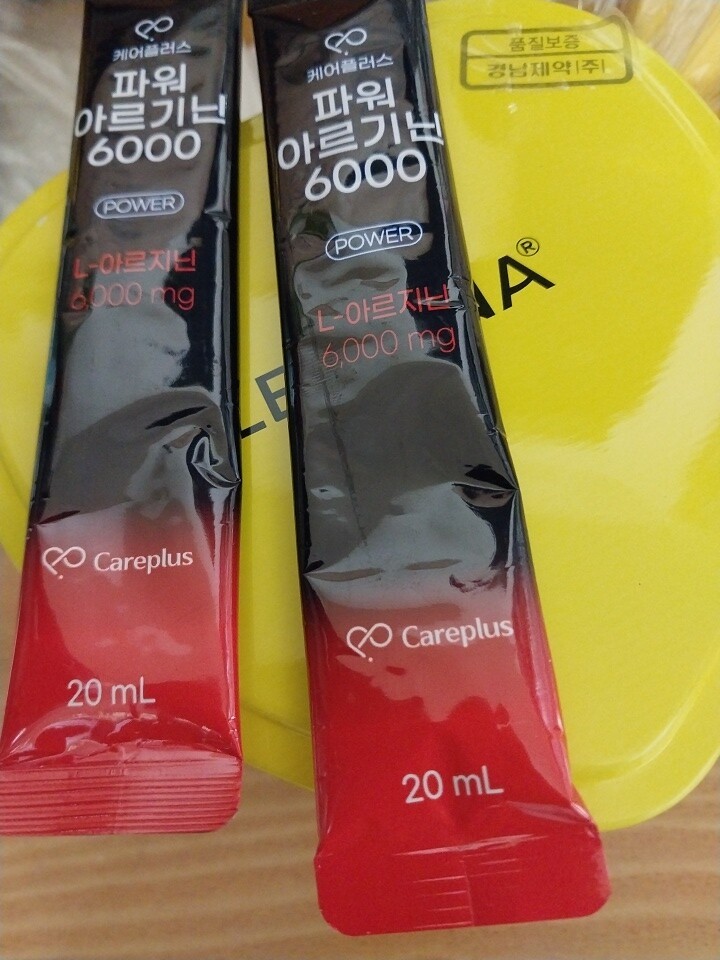 케어플러스
파워
아르기닌
6000
POWER
L-아르지닌
6,000 mg
Careplus
20 mL
케어플러스
파워
아르기닌
6000
POWER
L-아르지닌
6,000 mg
Careplus
20 mL
품질보증
경남제약(주)
LE NA®